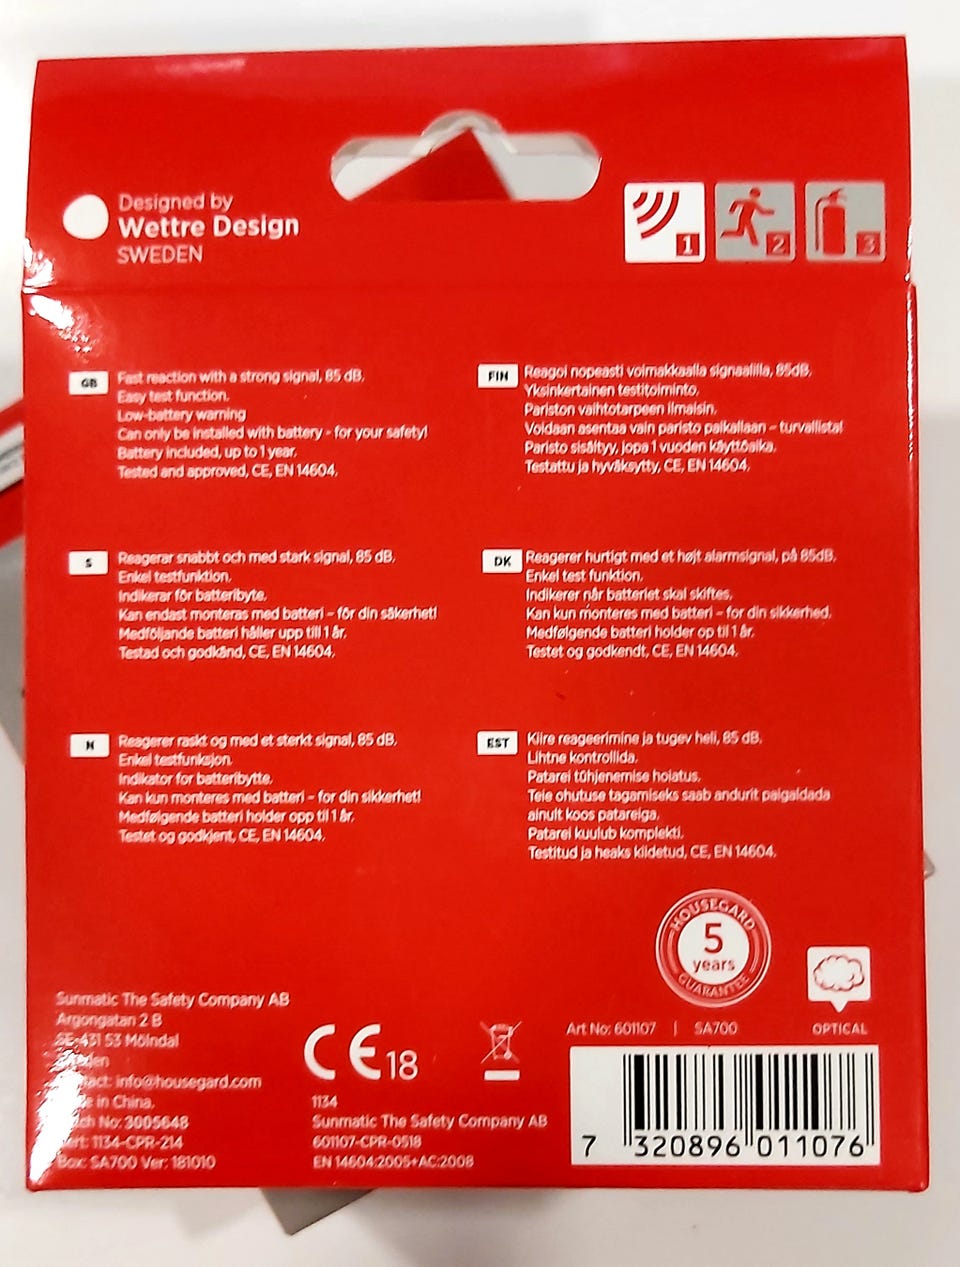 Designed by
Wettre Design
SWEDEN
1
2
3
GB
Fast reaction with a strong signal, 85 dB.
Easy test function.
Low-battery warning
Can only be installed with battery – for your safety!
Battery included, up to 1 year.
Tested and approved, CE, EN 14604.
FIN
Reagoi nopeasti voimakkaalla signaalilla, 85dB.
Yksinkertainen testitoiminto.
Pariston vaihtotarpeen ilmaisin.
Voidaan asentaa vain paristo paikallaan – turvallista!
Paristo sisältyy, jopa 1 vuoden käyttöaika.
Testattu ja hyväksytty, CE, EN 14604.
S
Reagerar snabbt och med stark signal, 85 dB.
Enkel testfunktion.
Indikerar för batteribyte.
Kan endast monteras med batteri – för din säkerhet!
Medföljande batteri håller upp till 1 år.
Testad och godkänd, CE, EN 14604.
DK
Reagerer hurtigt med et højt alarmsignal, på 85dB.
Enkel test funktion.
Indikerer når batteriet skal skiftes.
Kan kun monteres med batteri – for din sikkerhed.
Medfølgende batteri holder op til 1 år.
Testet og godkendt, CE, EN 14604.
N
Reagerer raskt og med et sterkt signal, 85 dB.
Enkel testfunksjon.
Indikator for batteribytte.
Kan kun monteres med batteri – for din sikkerhet!
Medfølgende batteri holder opp til 1 år.
Testet og godkjent, CE, EN 14604.
EST
Kiire reageerimine ja tugev heli, 85 dB.
Lihtne kontrollida.
Patarei tühjenemise hoiatus.
Teie ohutuse tagamiseks saab andurit paigaldada
ainult koos patareiga.
Patarei kuulub komplekti.
Testitud ja heaks kiidetud, CE, EN 14604.
HOUSEGARD
5
years
GUARANTEE
OPTICAL
Sunmatic The Safety Company AB
Argongatan 2 B
SE-431 53 Mölndal
info@housegard.com
in China.
No: 3005648
1134-CPR-214
Box: SA700 Ver: 181010
CE 18
1134
Sunmatic The Safety Company AB
601107-CPR-0518
EN 14604:2005+AC:2008
Art No: 601107 | SA700
7 320896 011076